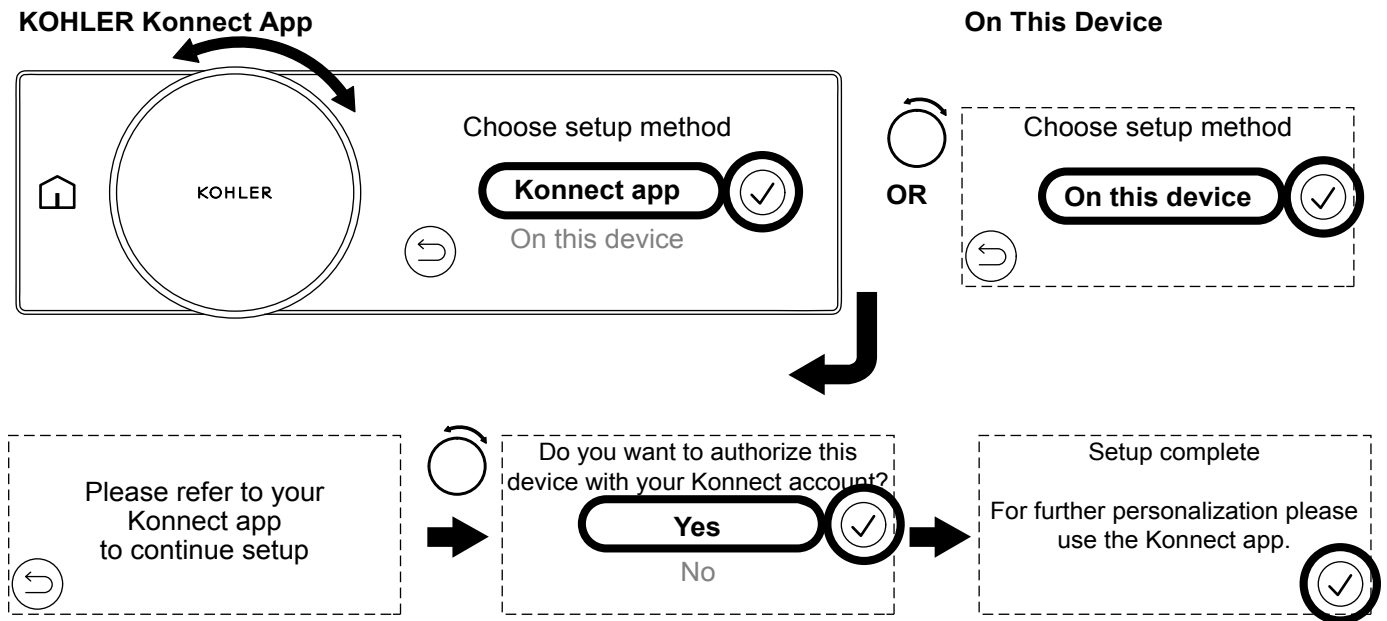 KOHLER Konnect App
On This Device
Choose setup method
KOHLER
Konnect app
On this device
OR
Choose setup method
On this device
Please refer to your
Konnect app
to continue setup
Do you want to authorize this
device with your Konnect account?
Yes
No
Setup complete
For further personalization please
use the Konnect app.